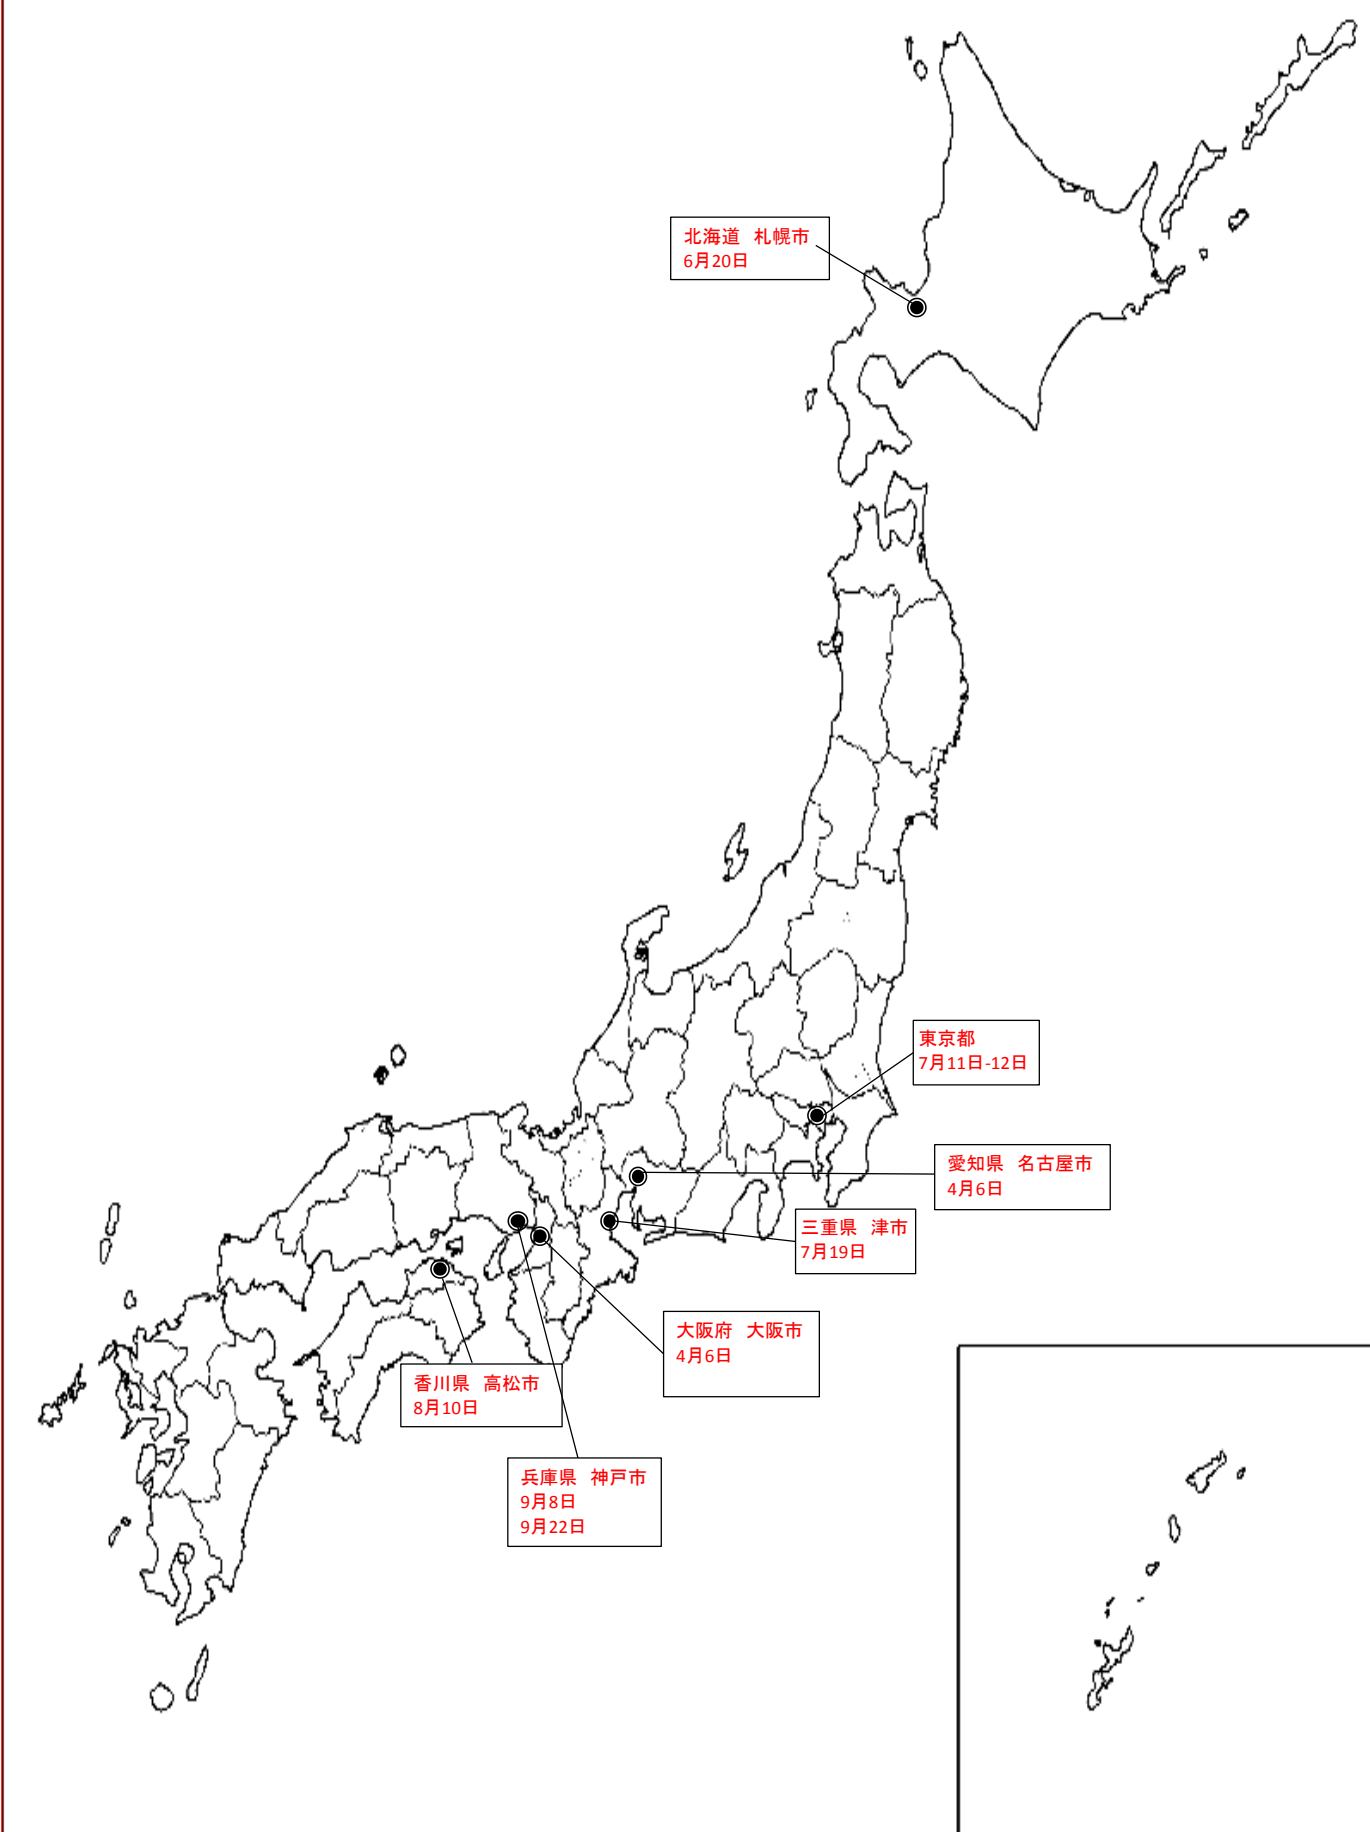 北海道　札幌市
6月20日
東京都
7月11日-12日
愛知県　名古屋市
4月6日
三重県　津市
7月19日
大阪府　大阪市
4月6日
香川県　高松市
8月10日
兵庫県　神戸市
9月8日
9月22日